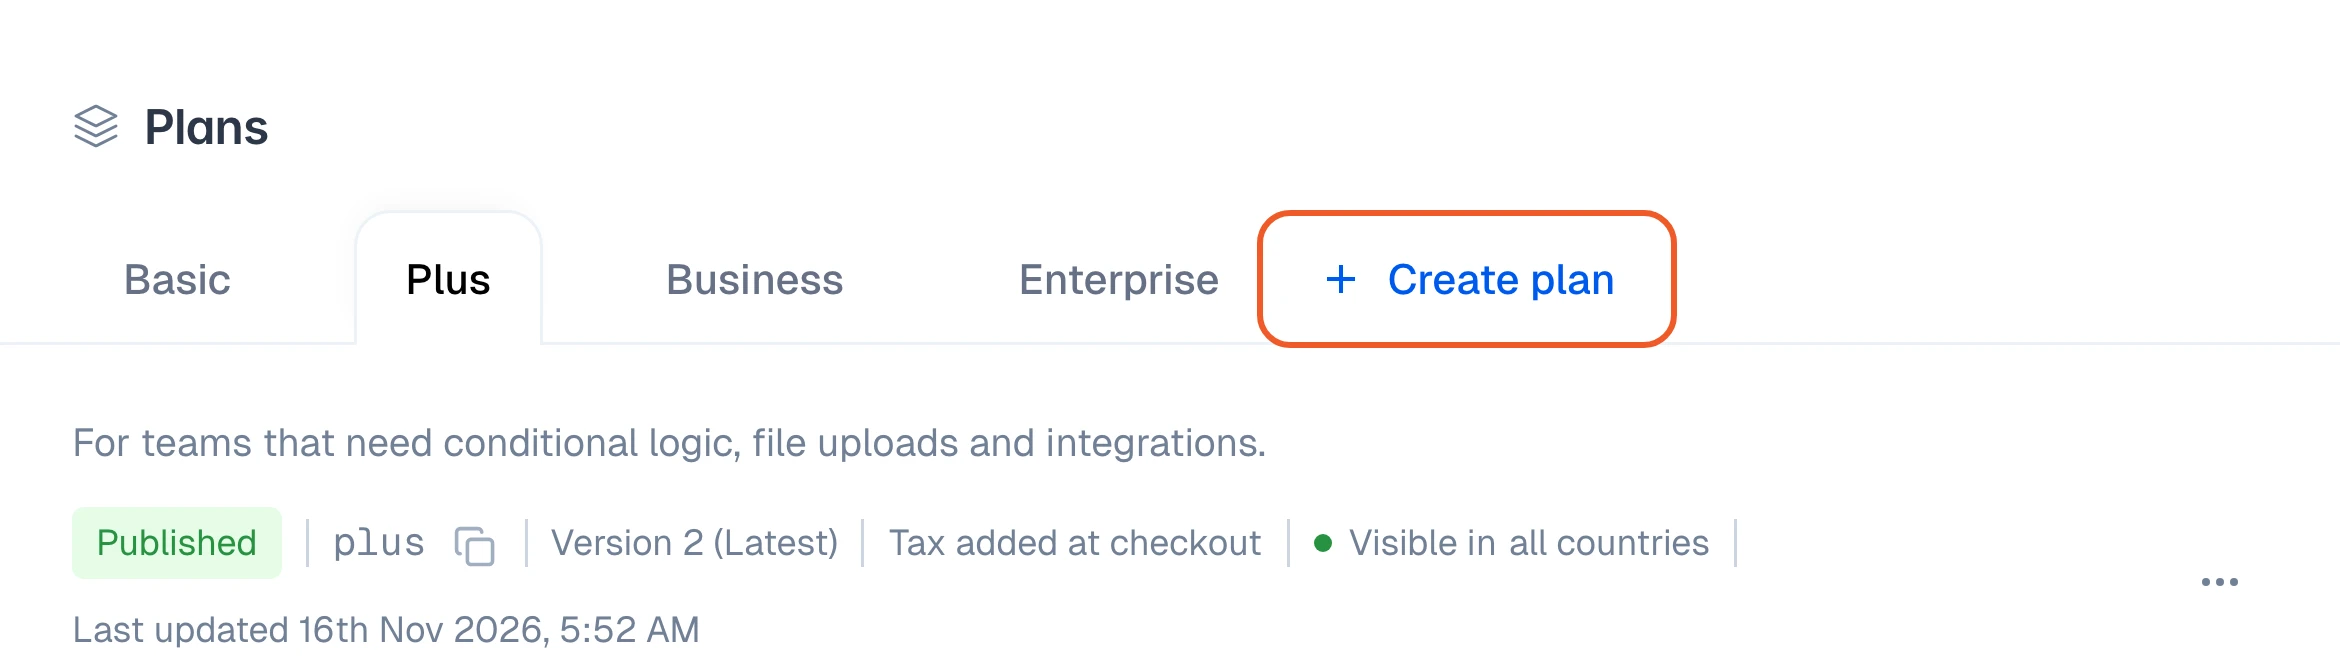 Plans
Basic Plus Business Enterprise + Create plan
For teams that need conditional logic, file uploads and integrations.
Published plus Version 2 (Latest) Tax added at checkout Visible in all countries
Last updated 16th Nov 2026, 5:52 AM